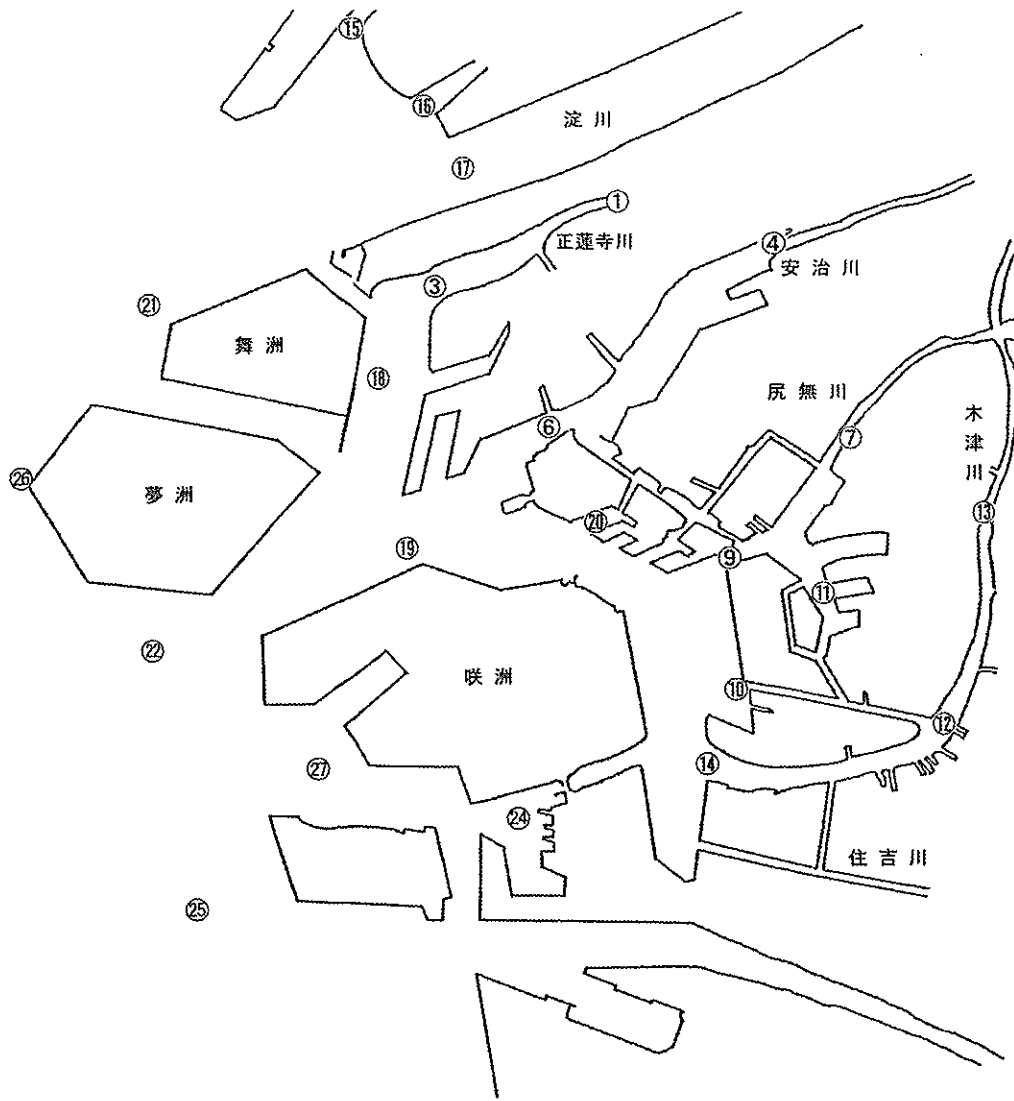 ⑮
⑯
淀川
⑰
①
正蓮寺川
④
安治川
③
㉑
舞洲
⑱
尻無川
木津川
⑥
⑦
㉖
夢洲
⑬
⑳
⑲
⑨
⑪
㉒
咲洲
⑩
⑫
⑭
㉗
㉔
住吉川
㉕